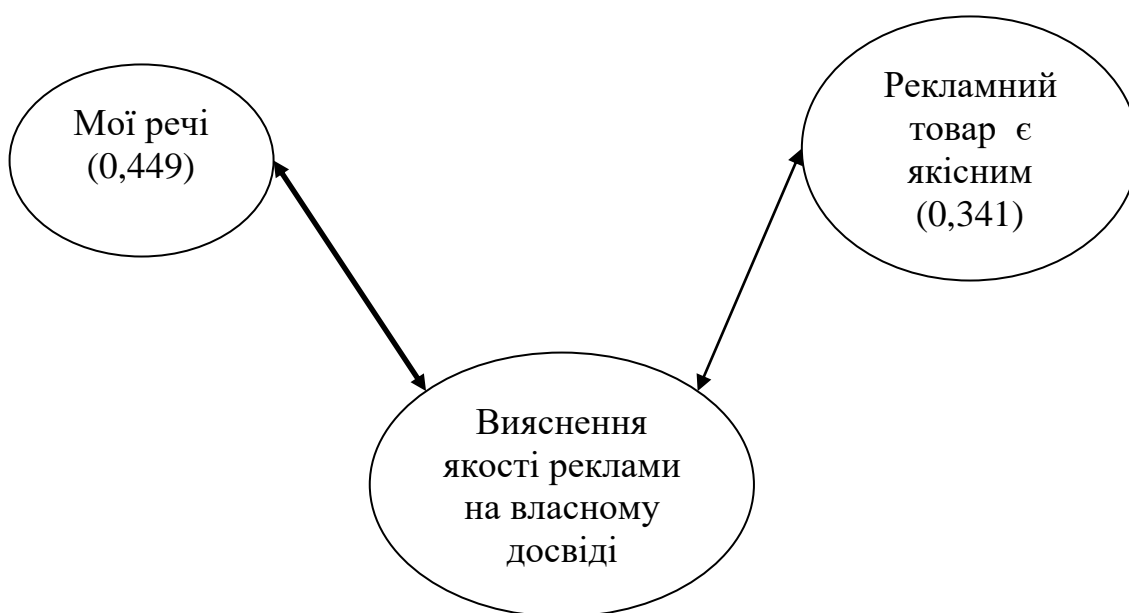 Мої речі
(0,449)
Рекламний
товар є
якісним
(0,341)
Вияснення
якості реклами
на власному
досвіді